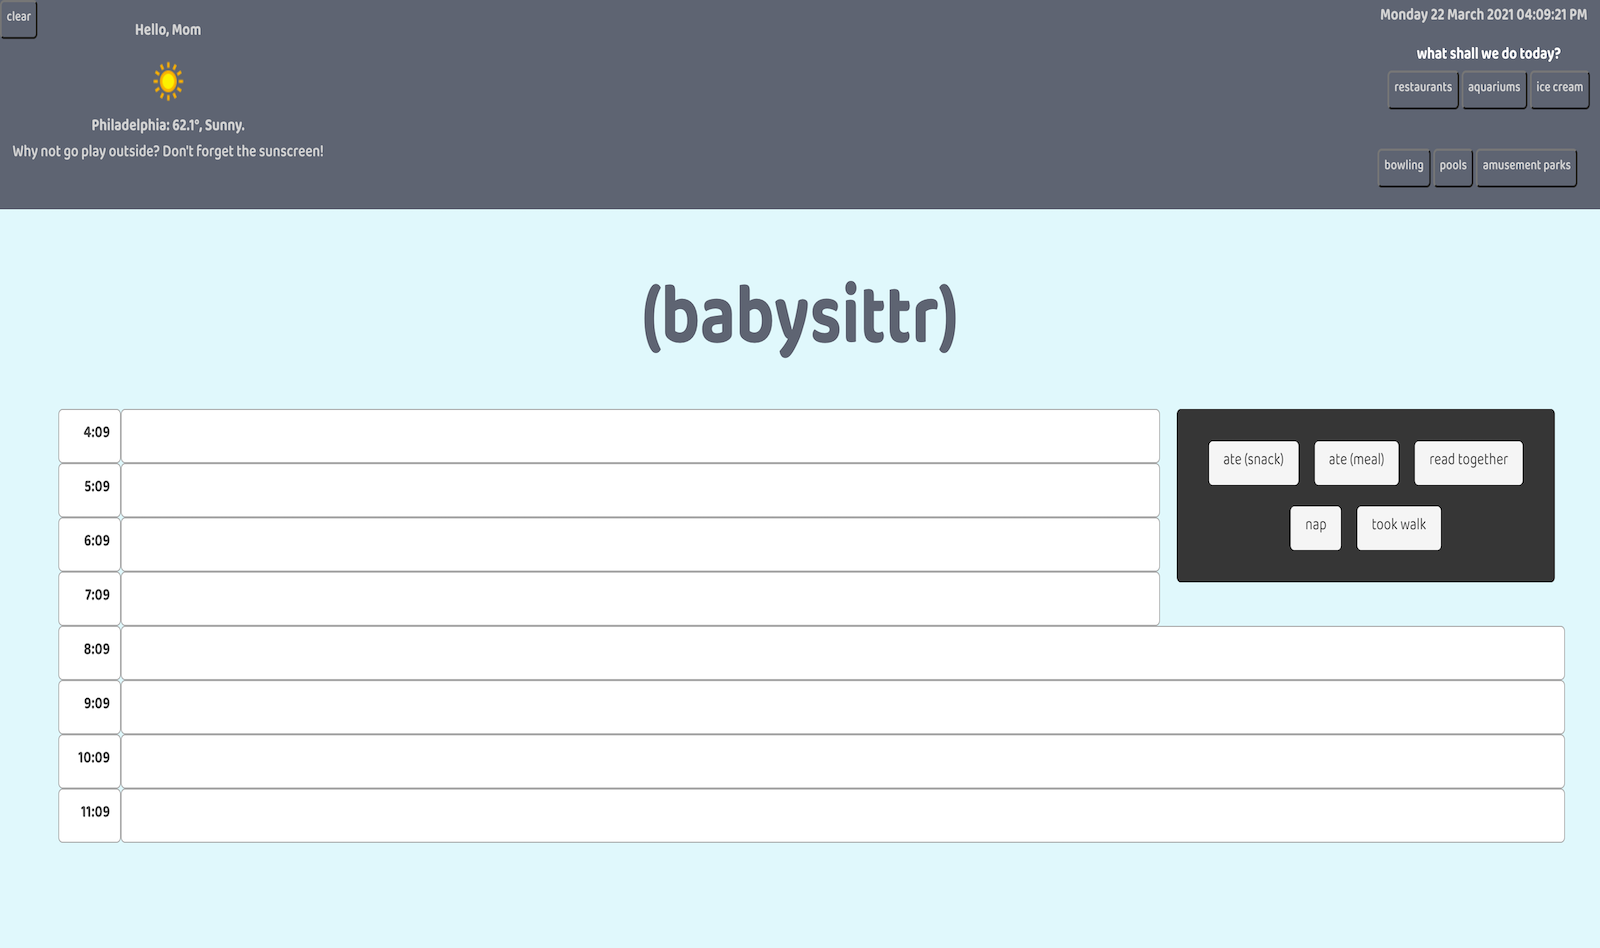 clear
Hello, Mom
Philadelphia: 62.1°, Sunny.
Why not go play outside? Don't forget the sunscreen!
Monday 22 March 2021 04:09:21 PM
what shall we do today?
restaurants aquariums ice cream
bowling pools amusement parks
(babysittr)
4:09
5:09
6:09
7:09
8:09
9:09
10:09
11:09
ate (snack) ate (meal) read together
nap took walk